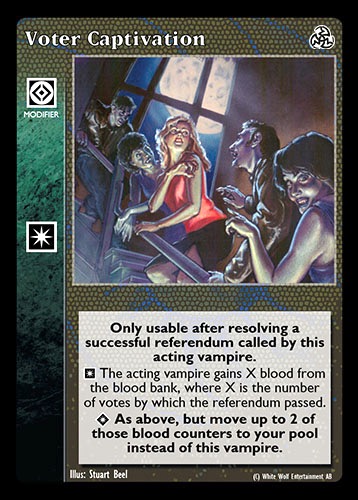 Voter Captivation
MODIFIER
Only usable after resolving a
successful referendum called by this
acting vampire.
The acting vampire gains X blood from
the blood bank, where X is the number
of votes by which the referendum passed.
As above, but move up to 2 of
those blood counters to your pool
instead of this vampire.
Illus: Stuart Beel
(C) White Wolf Entertainment AB